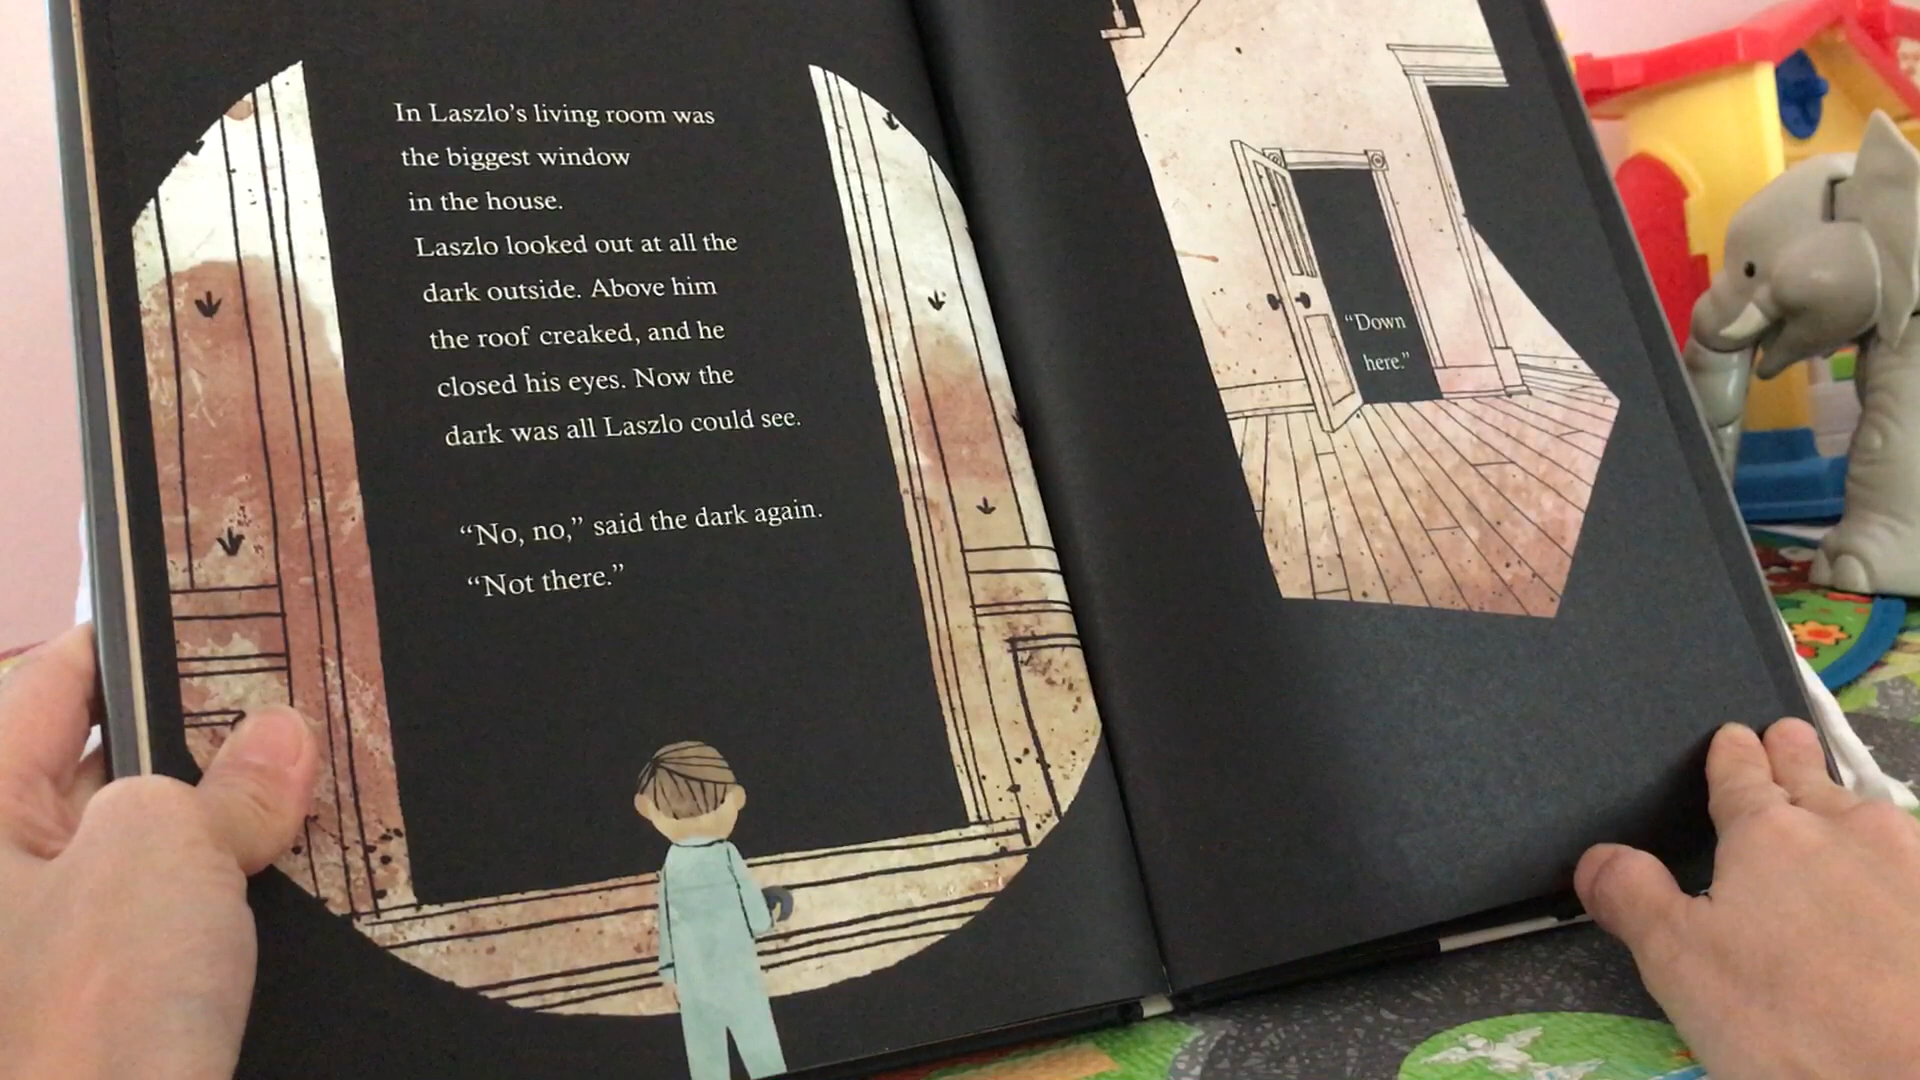 In Laszlo's living room was
the biggest window
in the house.
Laszlo looked out at all the
dark outside. Above him
the roof creaked, and he
closed his eyes. Now the
dark was all Laszlo could see.
“No, no,” said the dark again.
“Not there.”
“Down
here.”